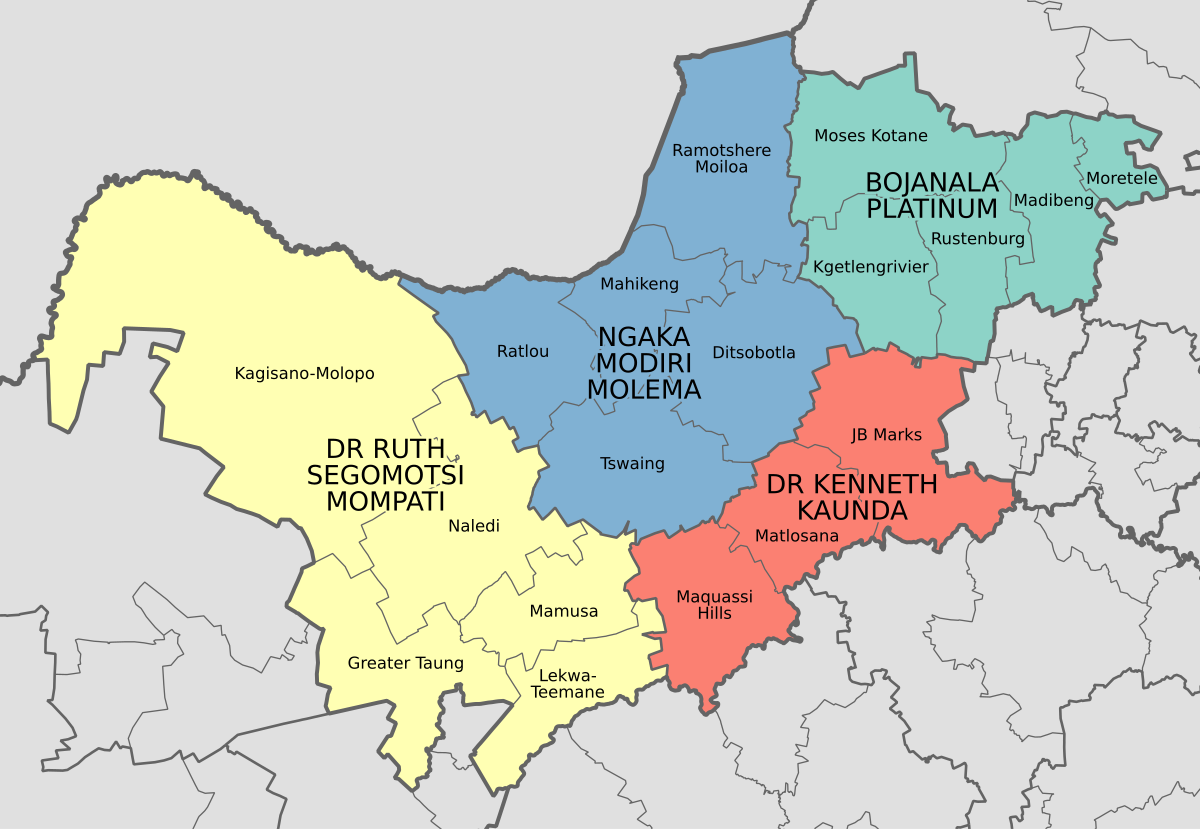 Ramotshere
Moiloa
Moses Kotane
BOJANALA
PLATINUM
Moretele
Madibeng
Rustenburg
Kgetlengrivier
Mahikeng
Ratlou
NGAKA
MODIRI
MOLEMA
Ditsobotla
Tswaing
Kagisano-Molopo
DR RUTH
SEGOMOTSI
MOMPATI
Naledi
Mamusa
Greater Taung
Lekwa-
Teemane
JB Marks
DR KENNETH
KAUNDA
Matlosana
Maquassi
Hills